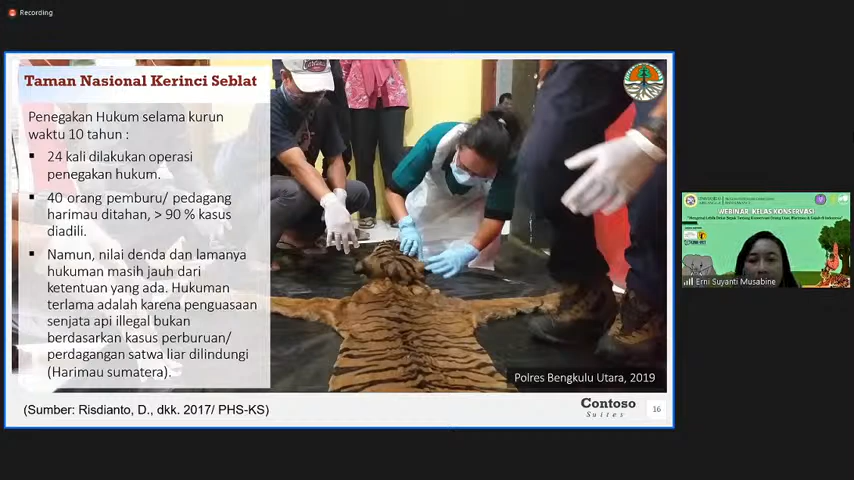 Recording
Taman Nasional Kerinci Seblat
Penegakan Hukum selama kurun
waktu 10 tahun :
▪ 24 kali dilakukan operasi
penegakan hukum.
▪ 40 orang pemburu/ pedagang
harimau ditahan, > 90 % kasus
diadili.
▪ Namun, nilai denda dan lamanya
hukuman masih jauh dari
ketentuan yang ada. Hukuman
terlama adalah karena penguasaan
senjata api illegal bukan
berdasarkan kasus perburuan/
perdagangan satwa liar dilindungi
(Harimau sumatera).
Polres Bengkulu Utara, 2019
(Sumber: Risdianto, D., dkk. 2017/ PHS-KS)
Contoso
Suites
16
WEBINAR KELAS KONSERVASI
Erni Suyanti Musabine